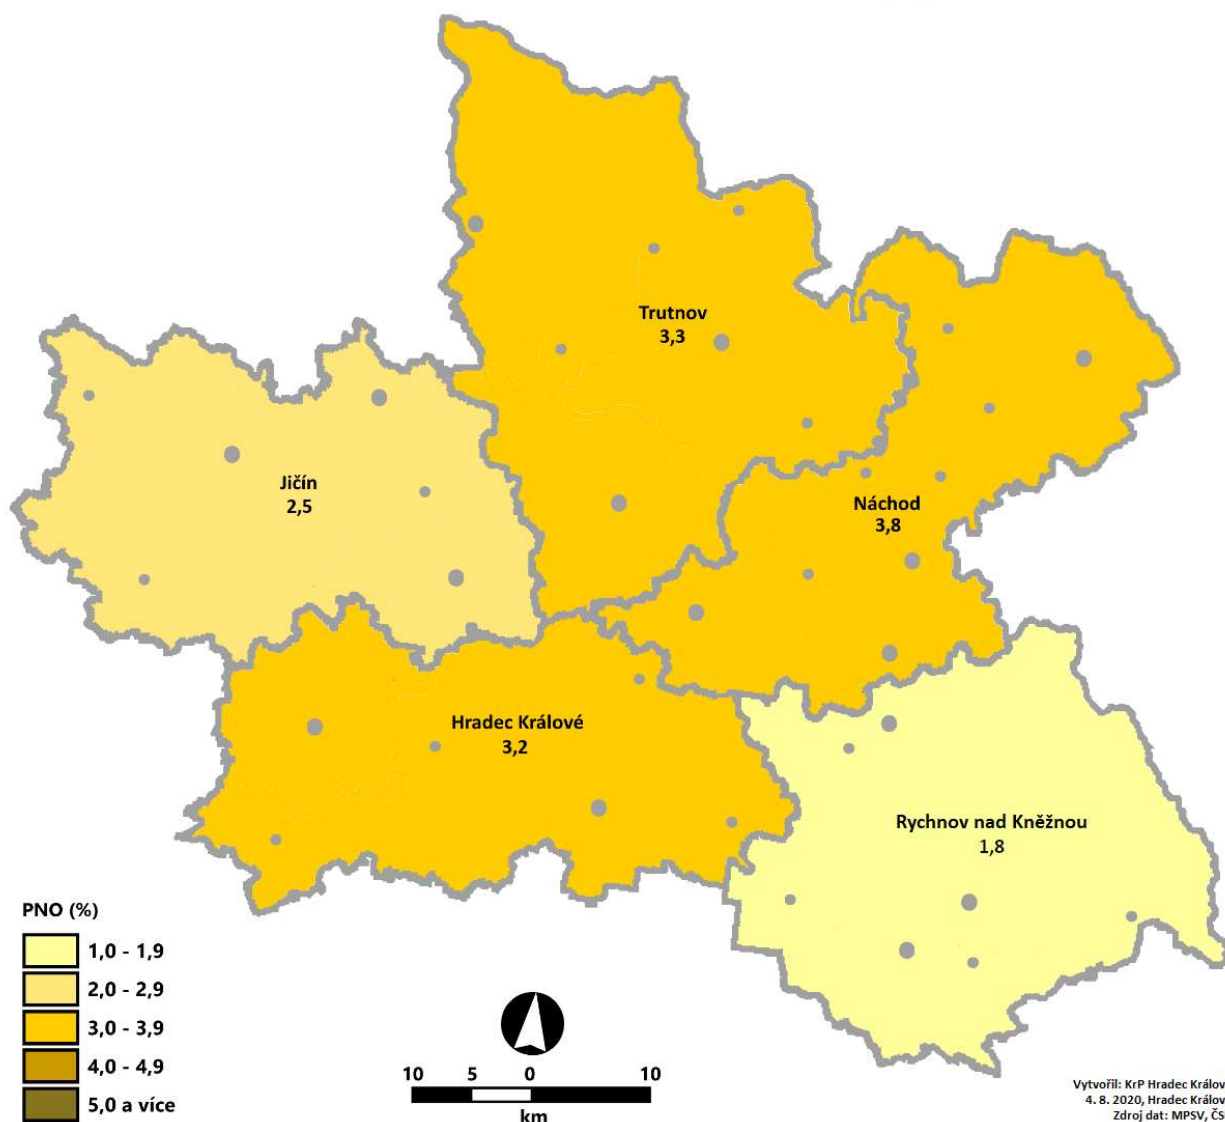 Trutnov
3,3
Jičín
2,5
Náchod
3,8
Hradec Králové
3,2
Rychnov nad Kněžnou
1,8
PNO (%)
1,0 - 1,9
2,0 - 2,9
3,0 - 3,9
4,0 - 4,9
5,0 a více
10 5 0 10
km
Vytvořil: KrP Hradec Králov
4. 8. 2020, Hradec Králov
Zdroj dat: MPSV, ČS